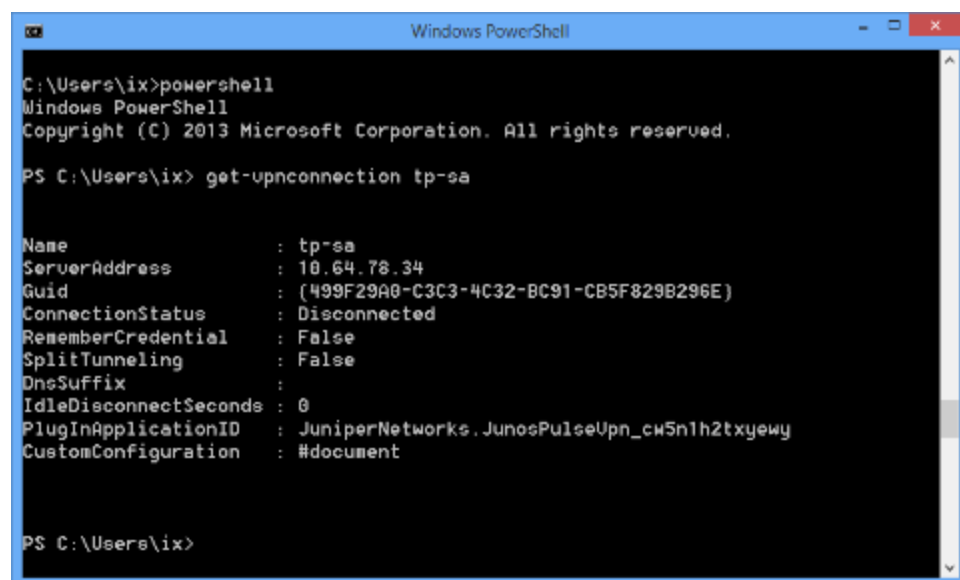 Windows PowerShell
C:\Users\ix>powershell
Windows PowerShell
Copyright (C) 2013 Microsoft Corporation. All rights reserved.
PS C:\Users\ix> get-vpnconnection tp-sa
Name : tp-sa
ServerAddress : 10.64.78.34
Guid : {499F29A0-C3C3-4C32-BC91-CB5F829B296E}
ConnectionStatus : Disconnected
RememberCredential : False
SplitTunneling : False
DnsSuffix :
IdleDisconnectSeconds : 0
PlugInApplicationID : JuniperNetworks.JunosPulseVpn_cw5n1h2txyewy
CustomConfiguration : #document
PS C:\Users\ix>